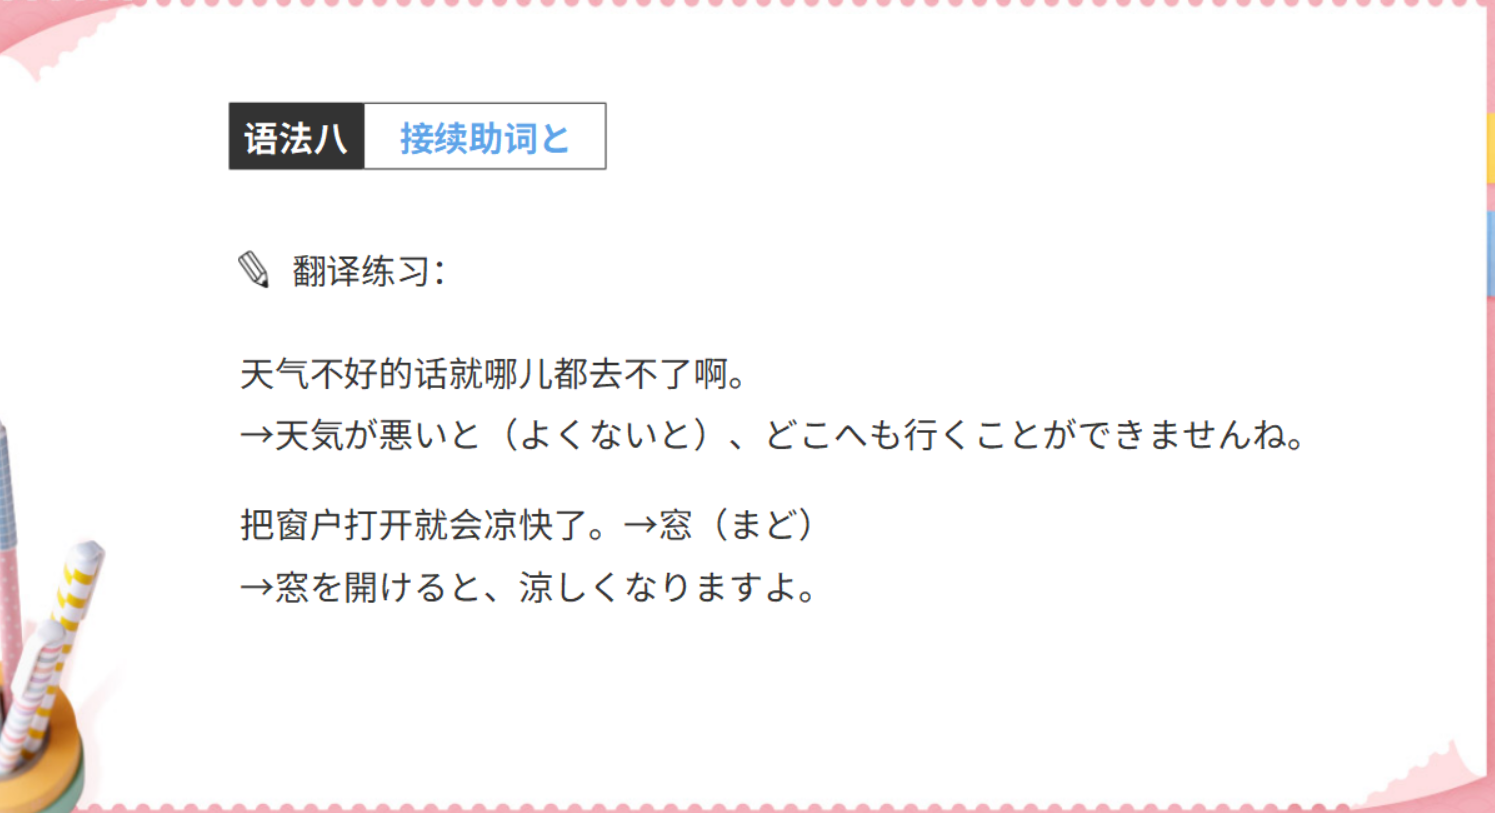 语法八 接续助词と
翻译练习：
天气不好的话就哪儿都去不了啊。
→天気が悪いと（よくないと）、どこへも行くことができませんね。
把窗户打开就会凉快了。→窓（まど）
→窓を開けると、涼しくなりますよ。